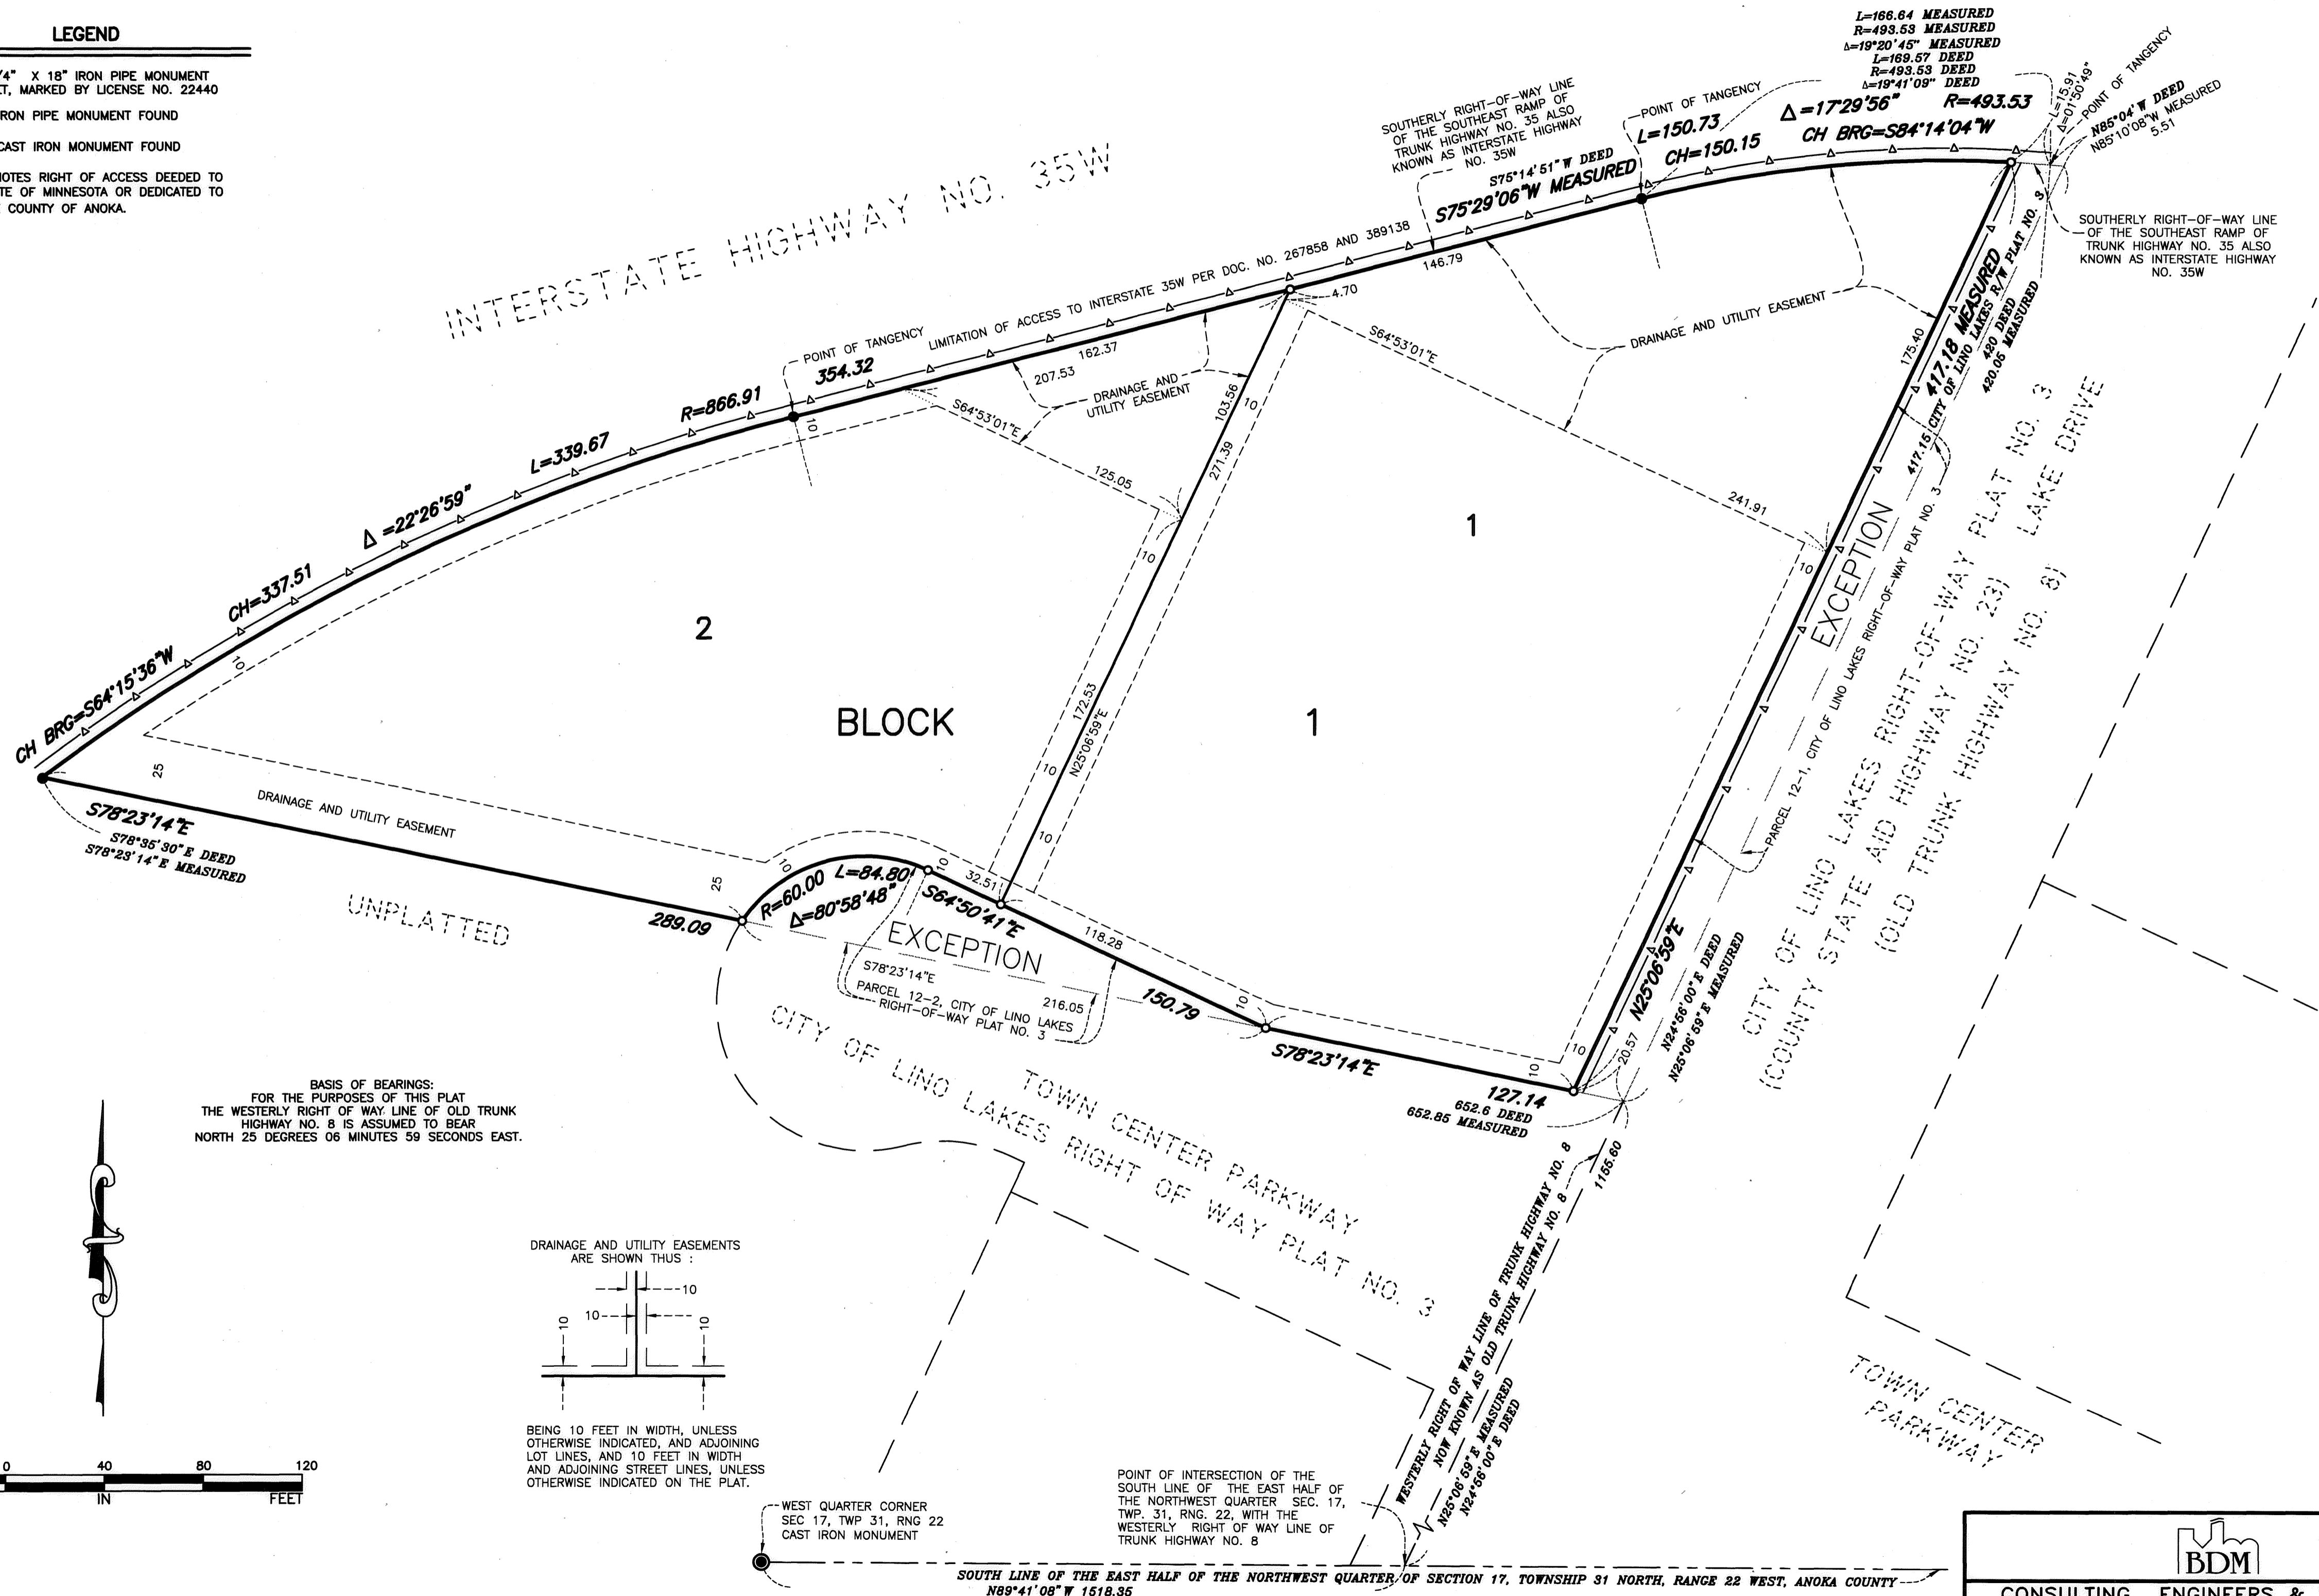 LEGEND
/4" X 18" IRON PIPE MONUMENT
ET, MARKED BY LICENSE NO. 22440
RON PIPE MONUMENT FOUND
CAST IRON MONUMENT FOUND
NOTES RIGHT OF ACCESS DEEDED TO
TE OF MINNESOTA OR DEDICATED TO
COUNTY OF ANOKA.
INTERSTATE HIGHWAY NO. 35W
L=166.64 MEASURED
R=493.53 MEASURED
Δ=19°20'45" MEASURED
L=169.57 DEED
R=493.53 DEED
Δ=19°41'09" DEED
Δ=17°29'56" R=493.53
CH BRG=S84°14'04"W
L=150.73
CH=150.15
POINT OF TANGENCY
L=15.91
Δ=01°50'49"
POINT OF TANGENCY
N85°04'W DEED
N85°10'08"W MEASURED
5.51
SOUTHERLY RIGHT-OF-WAY LINE
OF THE SOUTHEAST RAMP OF
TRUNK HIGHWAY NO. 35 ALSO
KNOWN AS INTERSTATE HIGHWAY
NO. 35W
S75°14'51"W DEED
S75°29'06"W MEASURED
SOUTHERLY RIGHT-OF-WAY LINE
OF THE SOUTHEAST RAMP OF
TRUNK HIGHWAY NO. 35 ALSO
KNOWN AS INTERSTATE HIGHWAY
NO. 35W
146.79
4.70
LIMITATION OF ACCESS TO INTERSTATE 35W PER DOC. NO. 267858 AND 389138
POINT OF TANGENCY
354.32
162.37
207.53
R=866.91
L=339.67
Δ=22°26'59"
CH=337.51
CH BRG=S64°15'36"W
10
10
DRAINAGE AND
UTILITY EASEMENT
S64°53'01"E
125.05
103.56
10
271.39
10
172.53
N25°06'59"E
10
10
S64°53'01"E
241.91
DRAINAGE AND UTILITY EASEMENT
175.40
417.18 MEASURED
417.15 CITY OF LINO LAKES R/W PLAT NO. 3
420 DEED
420.05 MEASURED
10
EXCEPTION
PARCEL 12-1, CITY OF LINO LAKES RIGHT-OF-WAY PLAT NO. 3
CITY OF LINO LAKES RIGHT-OF-WAY PLAT NO. 3
(COUNTY STATE AID HIGHWAY NO. 23) LAKE DRIVE
(OLD TRUNK HIGHWAY NO. 8)
1
2
BLOCK
1
25
DRAINAGE AND UTILITY EASEMENT
S78°23'14"E
S78°35'30"E DEED
S78°23'14"E MEASURED
UNPLATTED
289.09
25
10
R=60.00 L=84.80
Δ=80°58'48"
10
32.51
S64°50'41"E
118.28
EXCEPTION
S78°23'14"E
216.05
PARCEL 12-2, CITY OF LINO LAKES
RIGHT-OF-WAY PLAT NO. 3
150.79
10
S78°23'14"E
10
10
127.14
652.6 DEED
652.85 MEASURED
20.57
N25°06'59"E
N24°56'00"E DEED
N25°06'59"E MEASURED
TOWN CENTER PARKWAY
CITY OF LINO LAKES RIGHT OF WAY PLAT NO. 3
1155.60
WESTERLY RIGHT OF WAY LINE OF TRUNK HIGHWAY NO. 8
NOW KNOWN AS OLD TRUNK HIGHWAY NO. 8
N25°06'59"E MEASURED
N24°56'00"E DEED
TOWN CENTER
PARKWAY
BASIS OF BEARINGS:
FOR THE PURPOSES OF THIS PLAT
THE WESTERLY RIGHT OF WAY LINE OF OLD TRUNK
HIGHWAY NO. 8 IS ASSUMED TO BEAR
NORTH 25 DEGREES 06 MINUTES 59 SECONDS EAST.
DRAINAGE AND UTILITY EASEMENTS
ARE SHOWN THUS :
10
10
10
10
BEING 10 FEET IN WIDTH, UNLESS
OTHERWISE INDICATED, AND ADJOINING
LOT LINES, AND 10 FEET IN WIDTH
AND ADJOINING STREET LINES, UNLESS
OTHERWISE INDICATED ON THE PLAT.
0 40 80 120
IN FEET
WEST QUARTER CORNER
SEC 17, TWP 31, RNG 22
CAST IRON MONUMENT
POINT OF INTERSECTION OF THE
SOUTH LINE OF THE EAST HALF OF
THE NORTHWEST QUARTER SEC. 17,
TWP. 31, RNG. 22, WITH THE
WESTERLY RIGHT OF WAY LINE OF
TRUNK HIGHWAY NO. 8
SOUTH LINE OF THE EAST HALF OF THE NORTHWEST QUARTER OF SECTION 17, TOWNSHIP 31 NORTH, RANGE 22 WEST, ANOKA COUNTY
N89°41'08"W 1518.35
BDM
CONSULTING ENGINEERS &